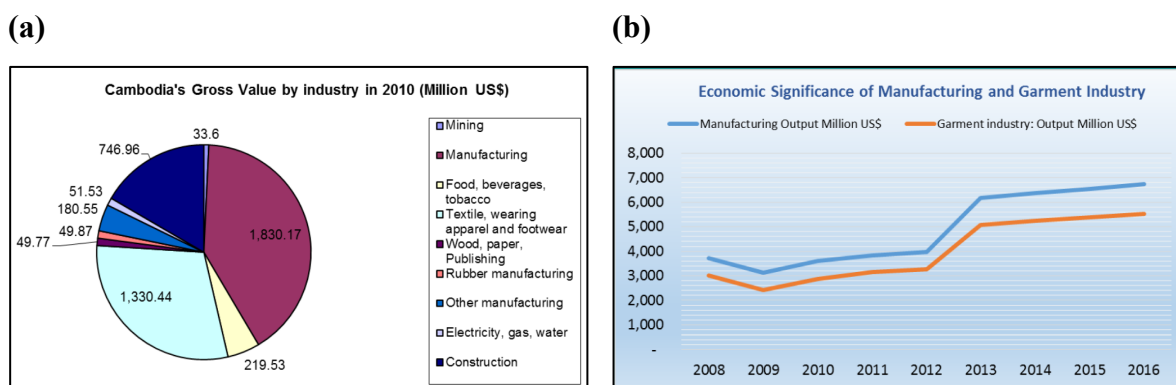 (a)
(b)
Cambodia's Gross Value by industry in 2010 (Million US$)
33.6
746.96
51.53
180.55
49.87
49.77
1,830.17
1,330.44
219.53
Mining
Manufacturing
Food, beverages,
tobacco
Textile, wearing
apparel and footwear
Wood, paper,
Publishing
Rubber manufacturing
Other manufacturing
Electricity, gas, water
Construction
Economic Significance of Manufacturing and Garment Industry
Manufacturing Output Million US$
Garment industry: Output Million US$
8,000
7,000
6,000
5,000
4,000
3,000
2,000
1,000
-
2008 2009 2010 2011 2012 2013 2014 2015 2016